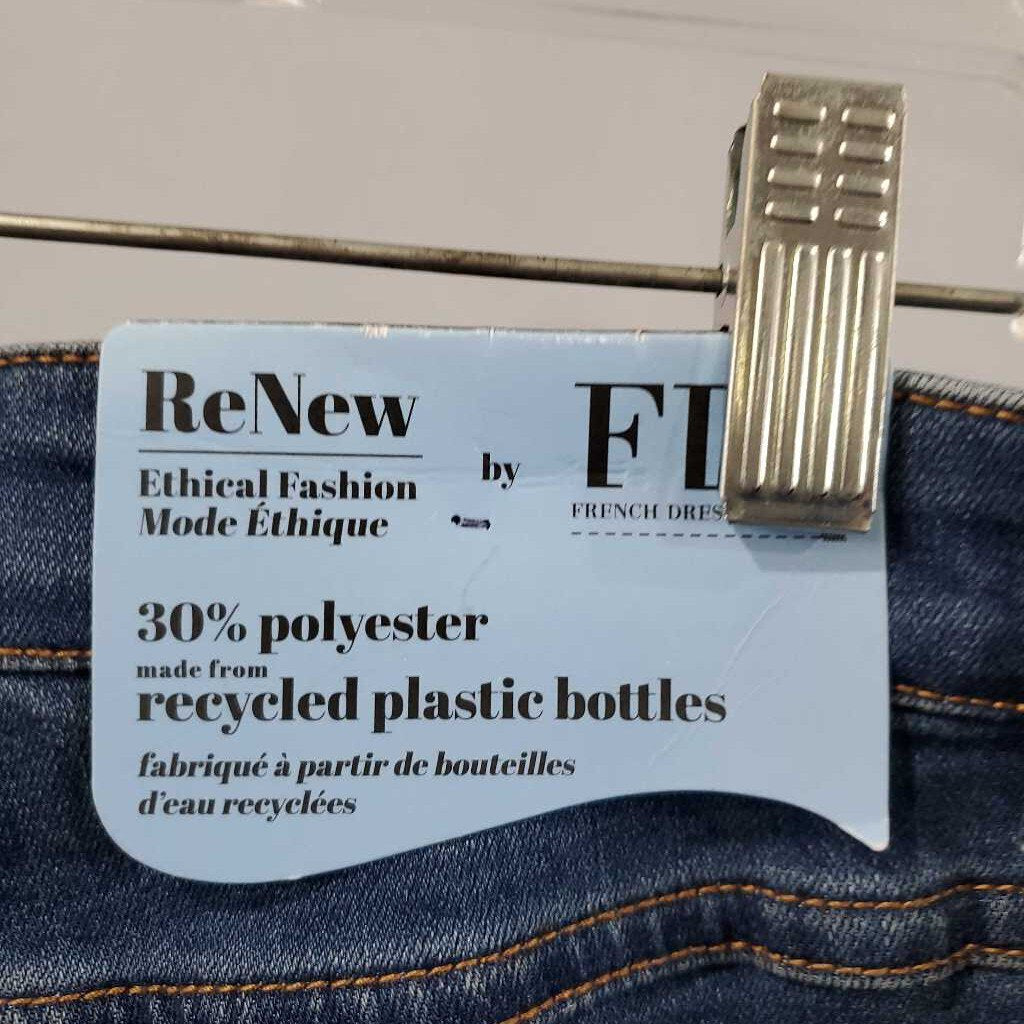 ReNew
Ethical Fashion
Mode Éthique
by
F
FRENCH DRES
30% polyester
made from
recycled plastic bottles
fabriqué à partir de bouteilles
d'eau recyclées